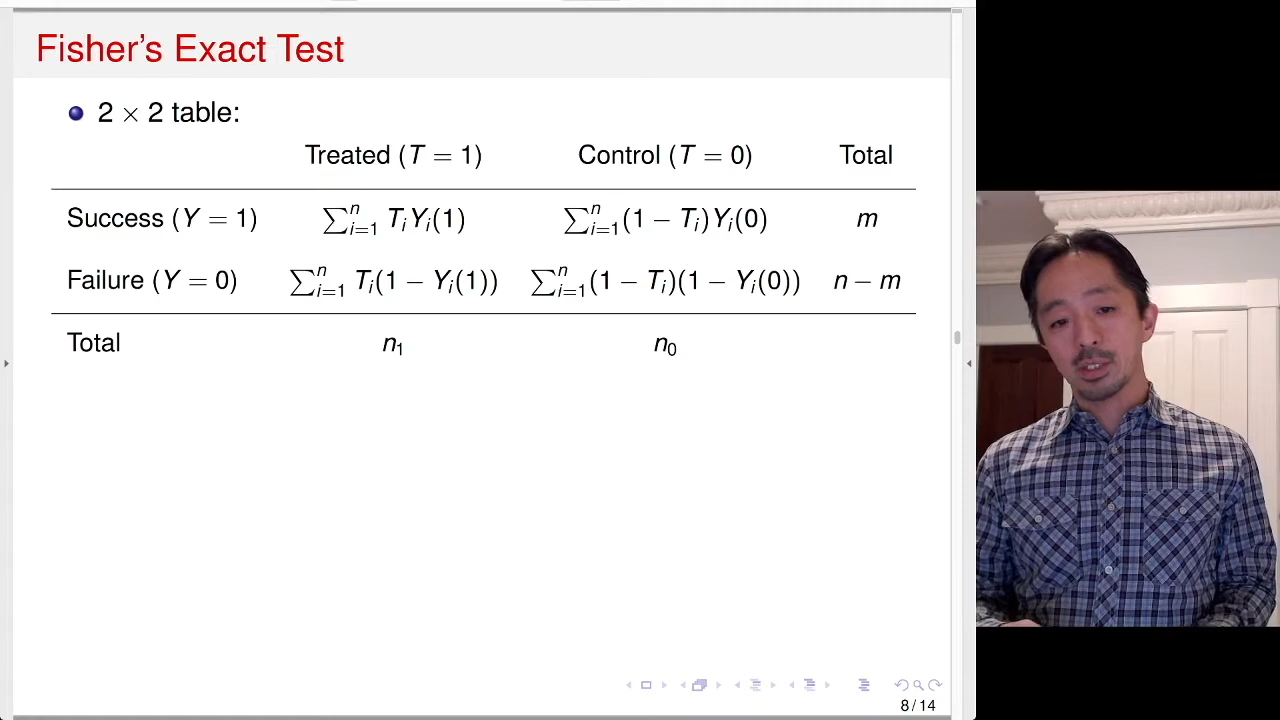 Fisher's Exact Test
2 × 2 table:
Treated (T = 1) Control (T = 0) Total
Success (Y = 1) ∑ⁿᵢ₌₁ TᵢYᵢ(1) ∑ⁿᵢ₌₁(1 − Tᵢ)Yᵢ(0) m
Failure (Y = 0) ∑ⁿᵢ₌₁ Tᵢ(1 − Yᵢ(1)) ∑ⁿᵢ₌₁(1 − Tᵢ)(1 − Yᵢ(0)) n − m
Total n₁ n₀
8 / 14